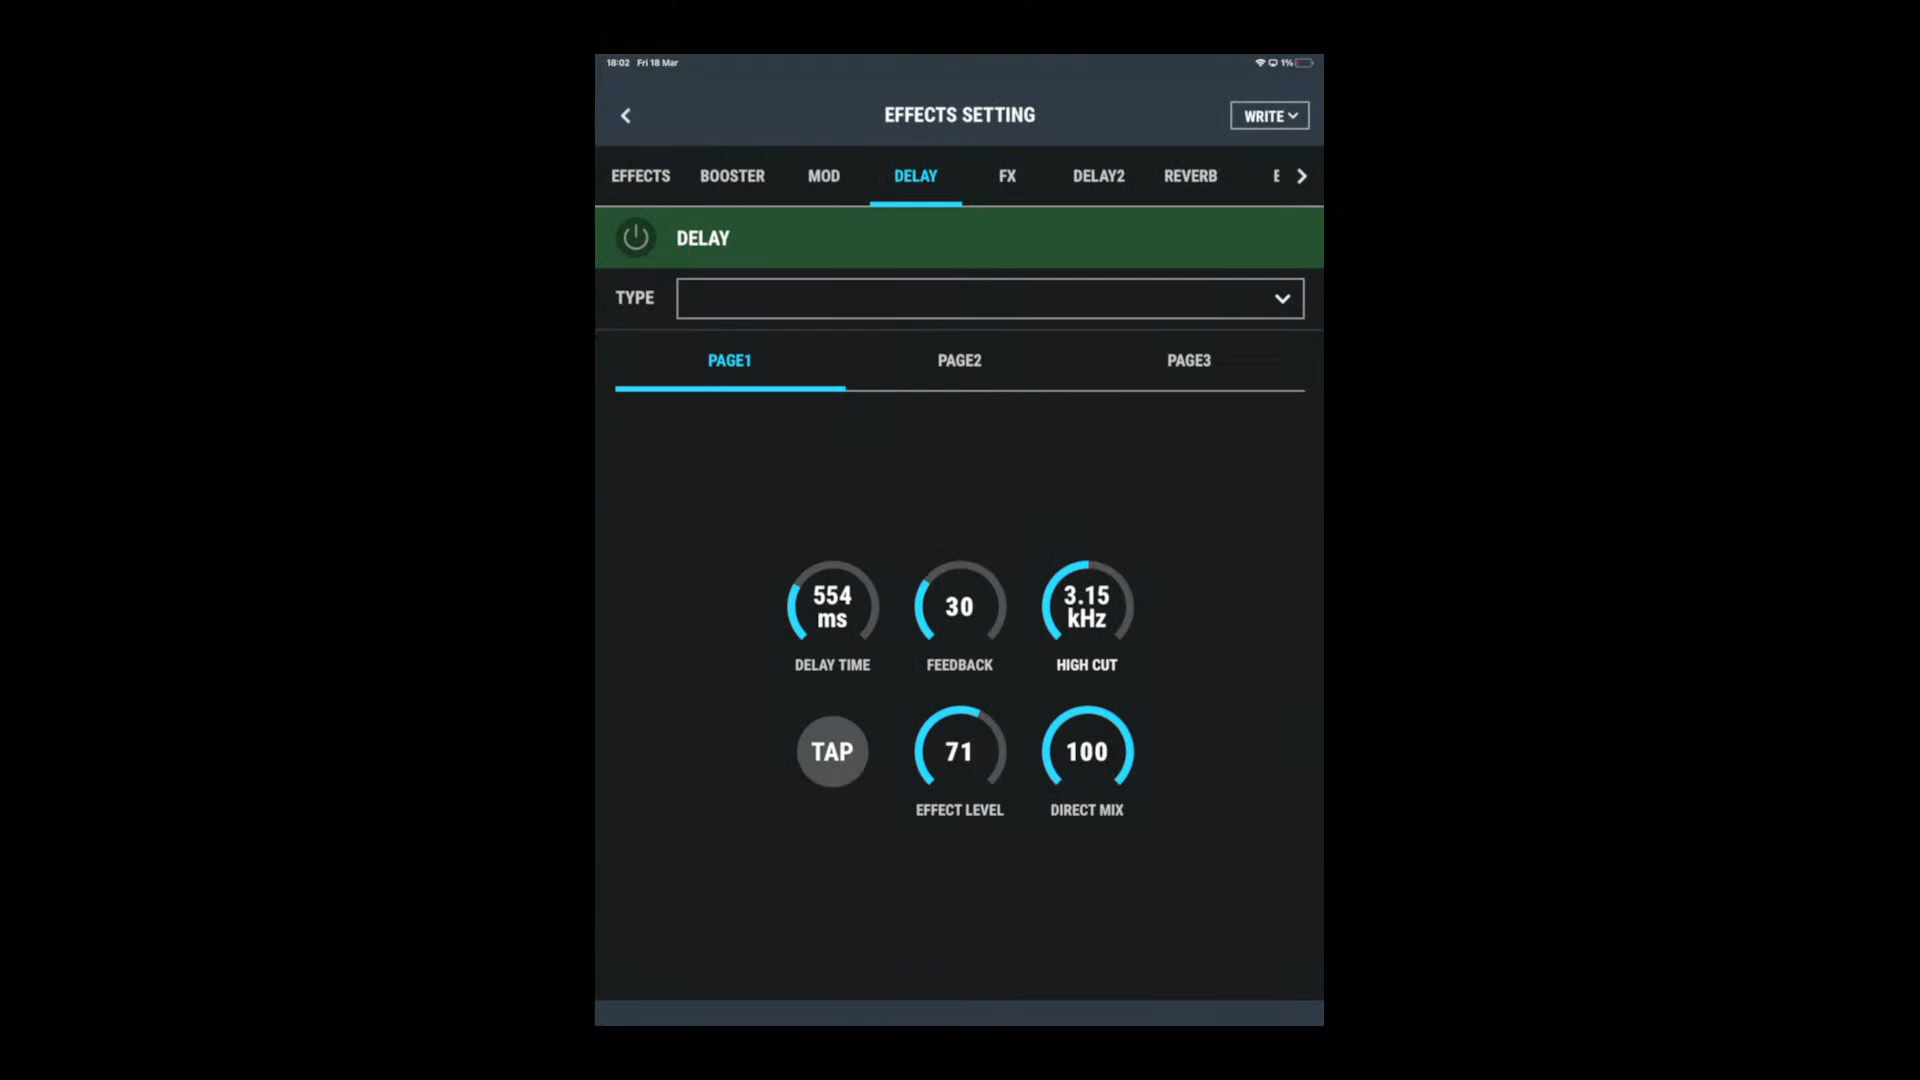 18:02 Fri 18 Mar
1%
EFFECTS SETTING
WRITE
EFFECTS BOOSTER MOD DELAY FX DELAY2 REVERB
DELAY
TYPE
PAGE1 PAGE2 PAGE3
554 ms
30
3.15 kHz
DELAY TIME FEEDBACK HIGH CUT
TAP 71 100
EFFECT LEVEL DIRECT MIX